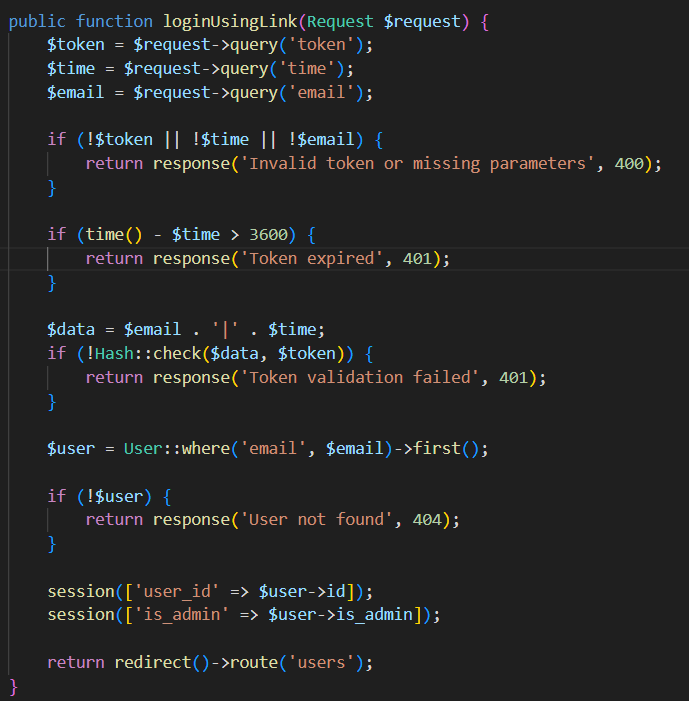 public function loginUsingLink(Request $request) {
    $token = $request->query('token');
    $time = $request->query('time');
    $email = $request->query('email');

    if (!$token || !$time || !$email) {
        return response('Invalid token or missing parameters', 400);
    }

    if (time() - $time > 3600) {
        return response('Token expired', 401);
    }

    $data = $email . '|' . $time;
    if (!Hash::check($data, $token)) {
        return response('Token validation failed', 401);
    }

    $user = User::where('email', $email)->first();

    if (!$user) {
        return response('User not found', 404);
    }

    session(['user_id' => $user->id]);
    session(['is_admin' => $user->is_admin]);

    return redirect()->route('users');
}